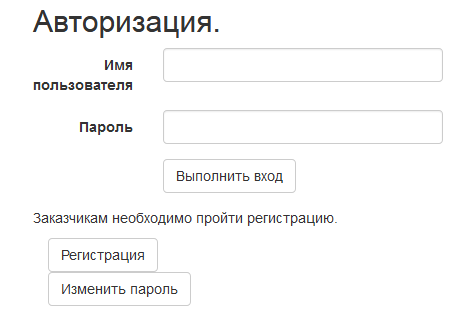 Авторизация.
Имя
пользователя
Пароль
Выполнить вход
Заказчикам необходимо пройти регистрацию.
Регистрация
Изменить пароль